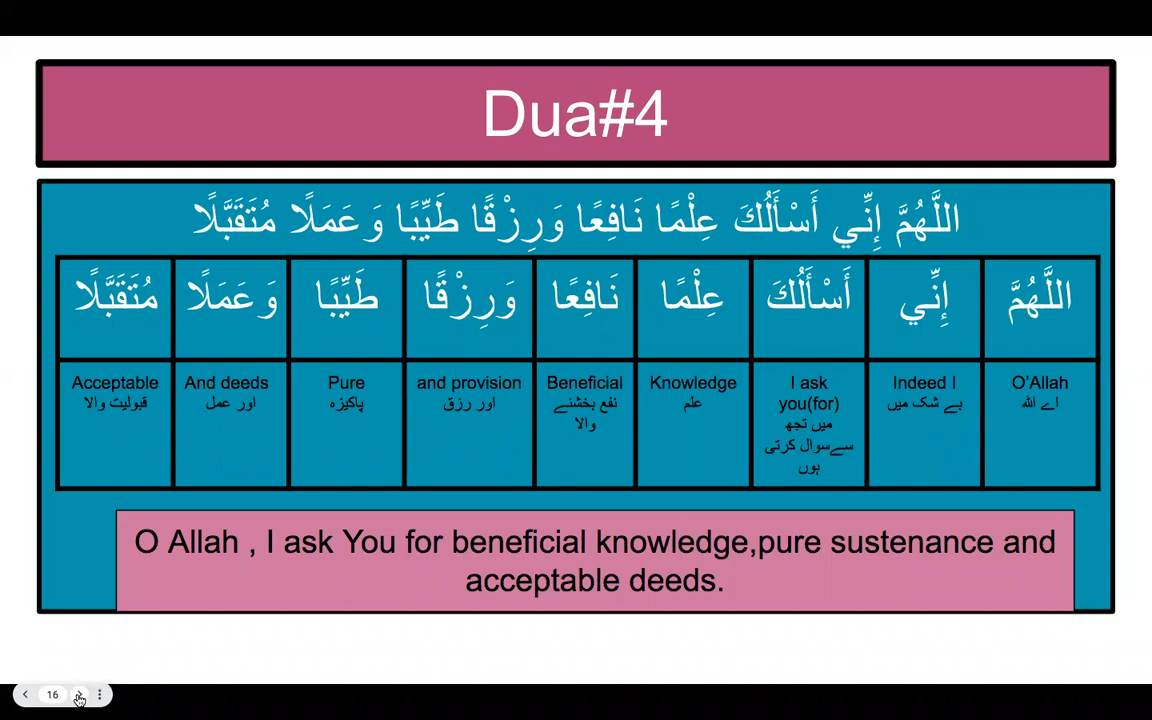 Dua#4
اللَّهُمَّ إِنِّي أَسْأَلُكَ عِلْمًا نَافِعًا وَرِزْقًا طَيِّبًا وَعَمَلًا مُتَقَبَّلًا
اللَّهُمَّ إِنِّي أَسْأَلُكَ عِلْمًا نَافِعًا وَرِزْقًا طَيِّبًا وَعَمَلًا مُتَقَبَّلًا
O'Allah
اے اللہ
Indeed I
بے شک میں
I ask
you(for)
میں تجھ
سےسوال کرتی
ہوں
Knowledge
علم
Beneficial
نفع بخشنے
والا
and provision
اور رزق
Pure
پاکیزہ
And deeds
اور عمل
Acceptable
قبولیت والا
O Allah , I ask You for beneficial knowledge,pure sustenance and
acceptable deeds.
16